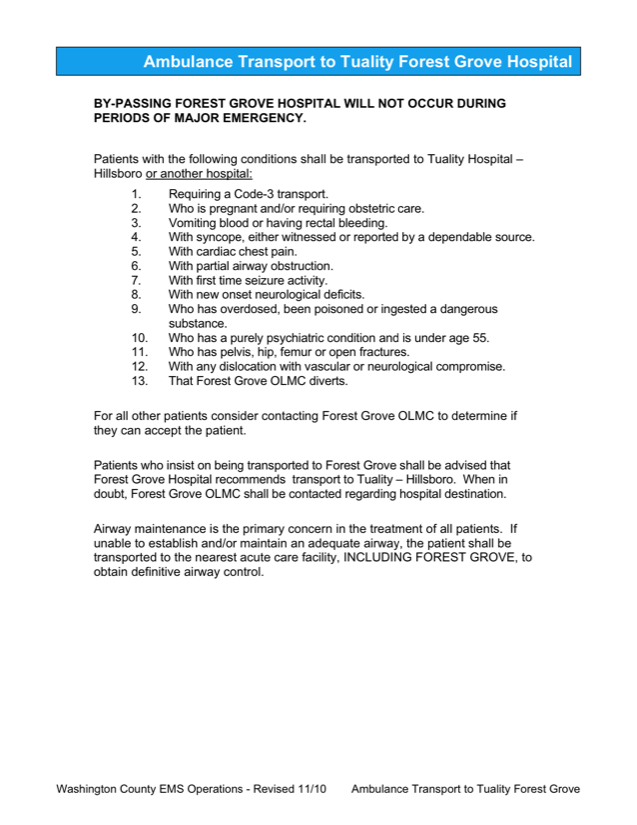 Ambulance Transport to Tuality Forest Grove Hospital
BY-PASSING FOREST GROVE HOSPITAL WILL NOT OCCUR DURING
PERIODS OF MAJOR EMERGENCY.
Patients with the following conditions shall be transported to Tuality Hospital –
Hillsboro or another hospital:
1. Requiring a Code-3 transport.
2. Who is pregnant and/or requiring obstetric care.
3. Vomiting blood or having rectal bleeding.
4. With syncope, either witnessed or reported by a dependable source.
5. With cardiac chest pain.
6. With partial airway obstruction.
7. With first time seizure activity.
8. With new onset neurological deficits.
9. Who has overdosed, been poisoned or ingested a dangerous
substance.
10. Who has a purely psychiatric condition and is under age 55.
11. Who has pelvis, hip, femur or open fractures.
12. With any dislocation with vascular or neurological compromise.
13. That Forest Grove OLMC diverts.
For all other patients consider contacting Forest Grove OLMC to determine if
they can accept the patient.
Patients who insist on being transported to Forest Grove shall be advised that
Forest Grove Hospital recommends transport to Tuality – Hillsboro. When in
doubt, Forest Grove OLMC shall be contacted regarding hospital destination.
Airway maintenance is the primary concern in the treatment of all patients. If
unable to establish and/or maintain an adequate airway, the patient shall be
transported to the nearest acute care facility, INCLUDING FOREST GROVE, to
obtain definitive airway control.
Washington County EMS Operations - Revised 11/10 Ambulance Transport to Tuality Forest Grove